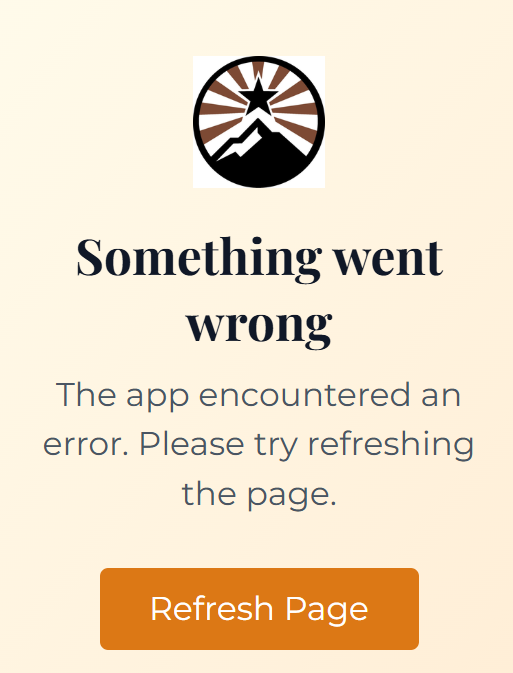 Something went
wrong
The app encountered an
error. Please try refreshing
the page.
Refresh Page